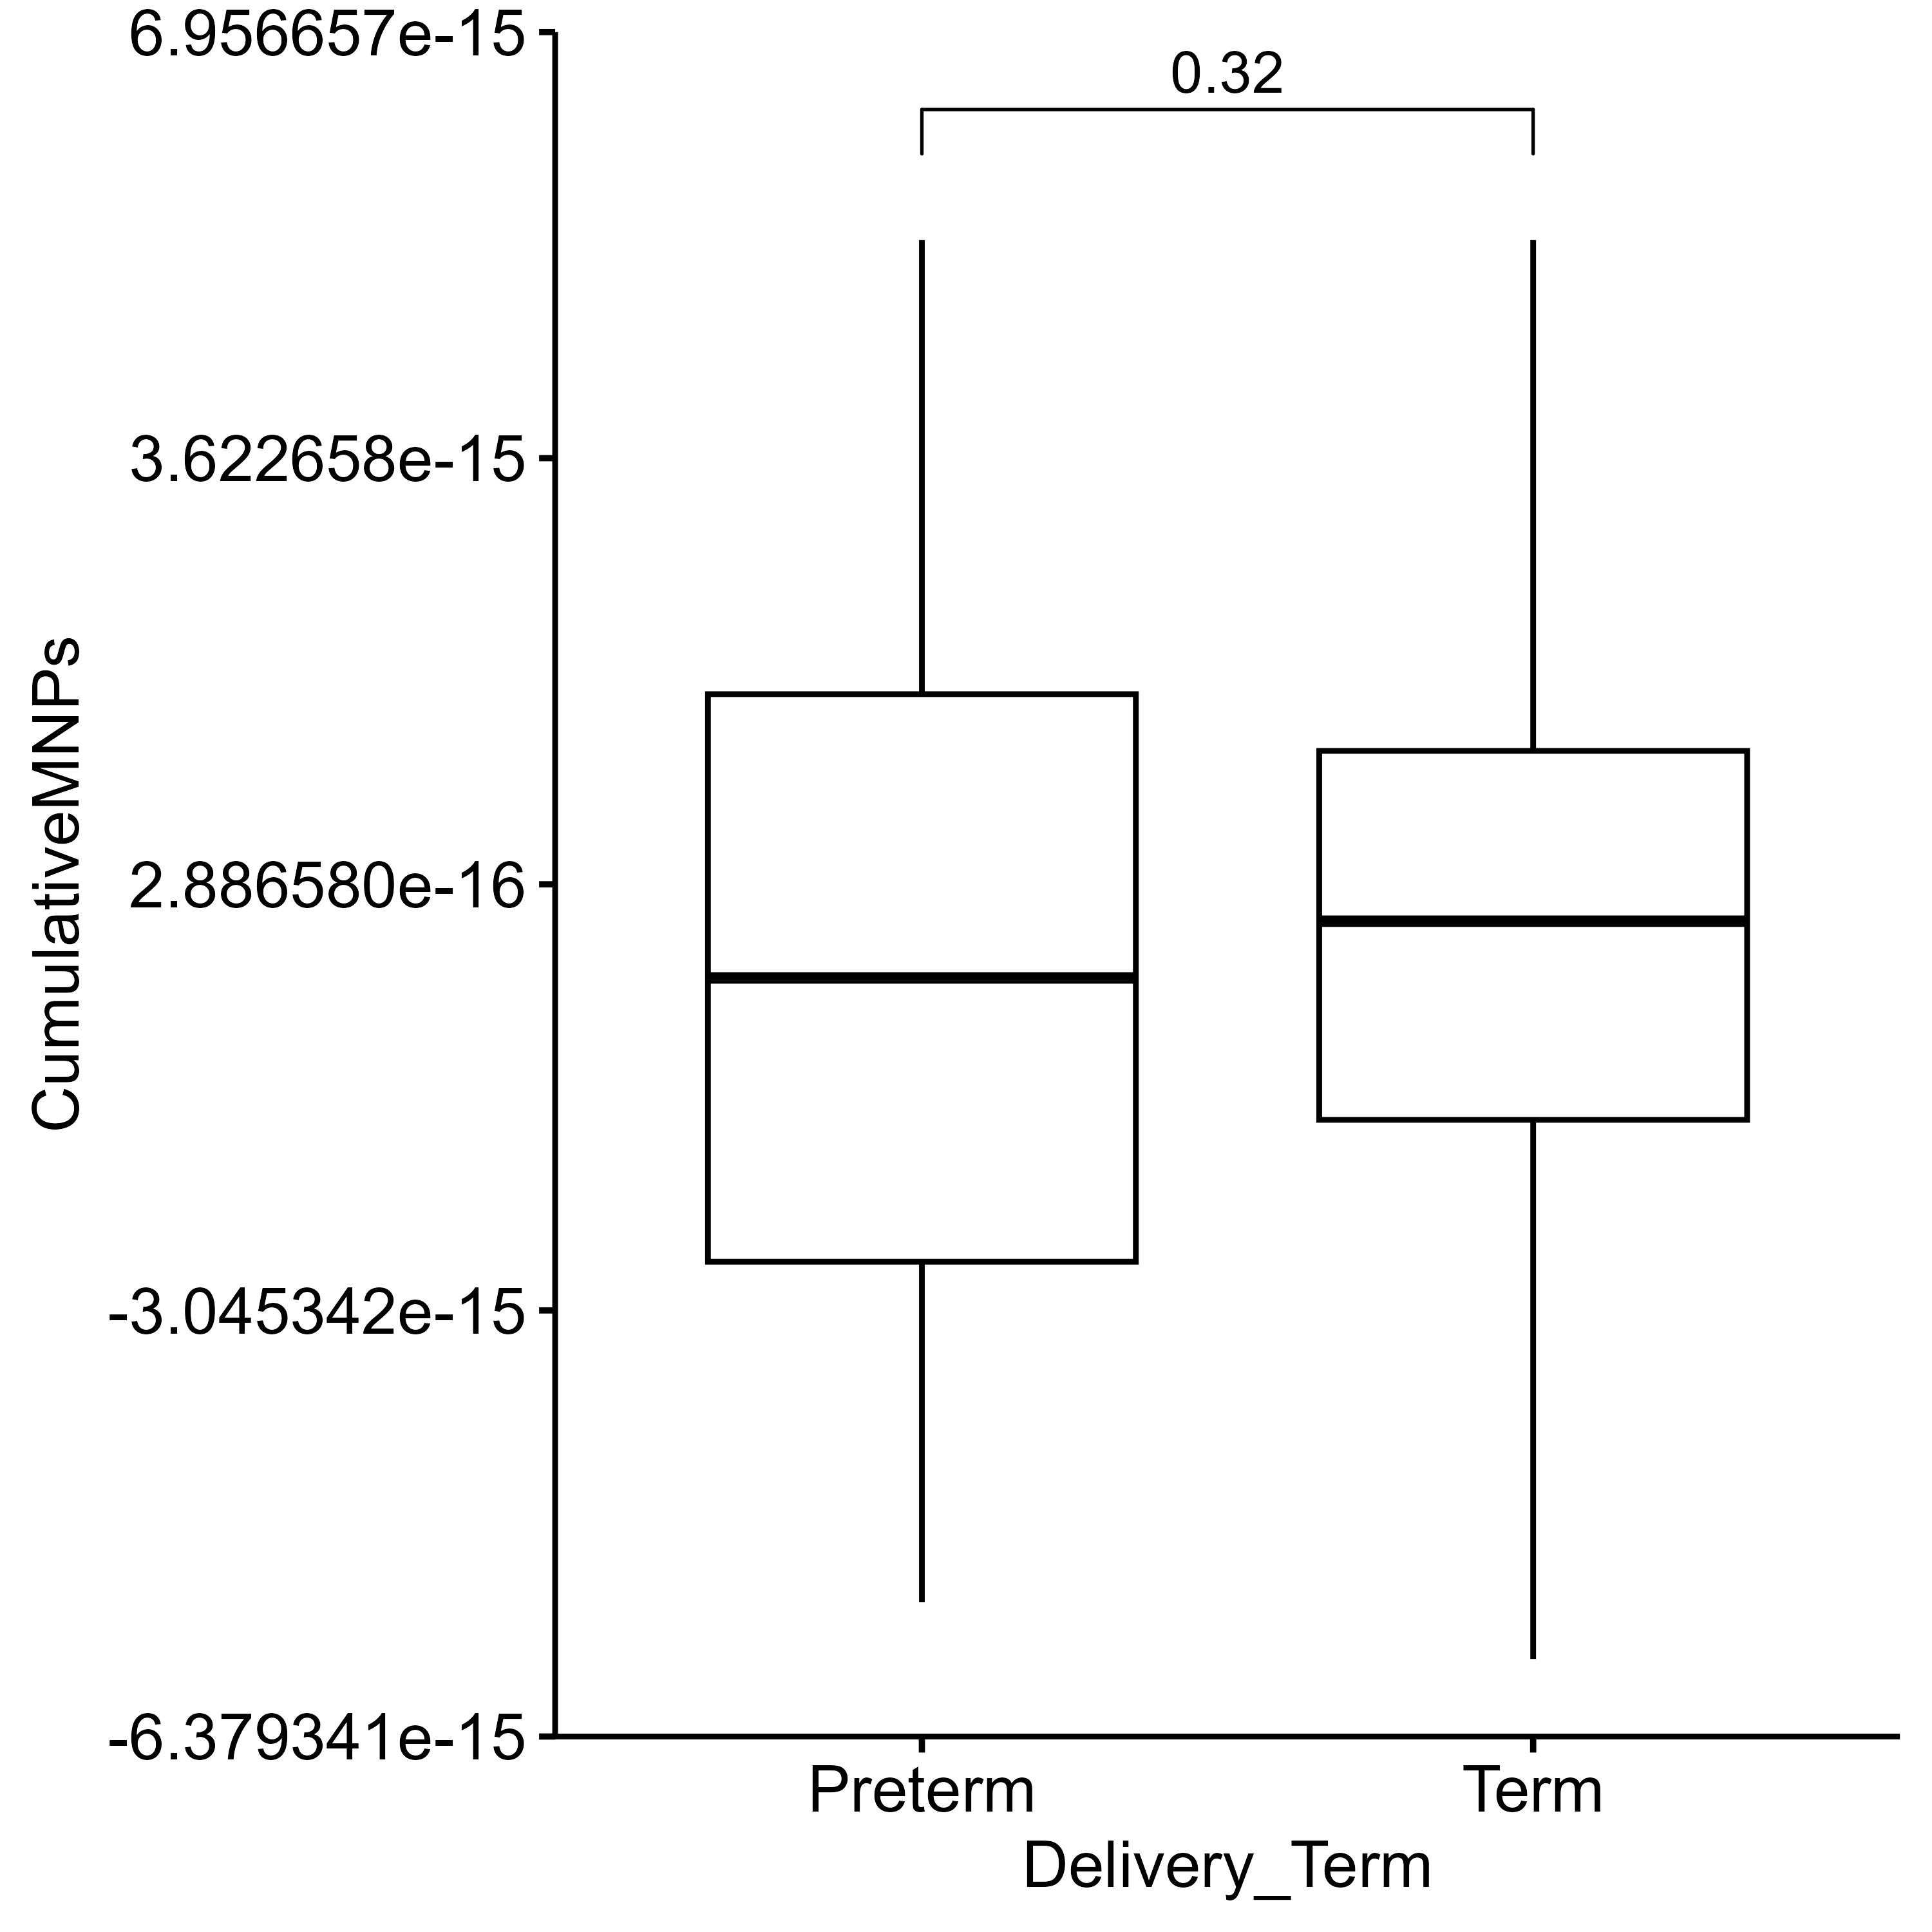 6.956657e-15
0.32
3.622658e-15
2.886580e-16
-3.045342e-15
-6.379341e-15
CumulativeMNPs
Preterm
Term
Delivery_Term